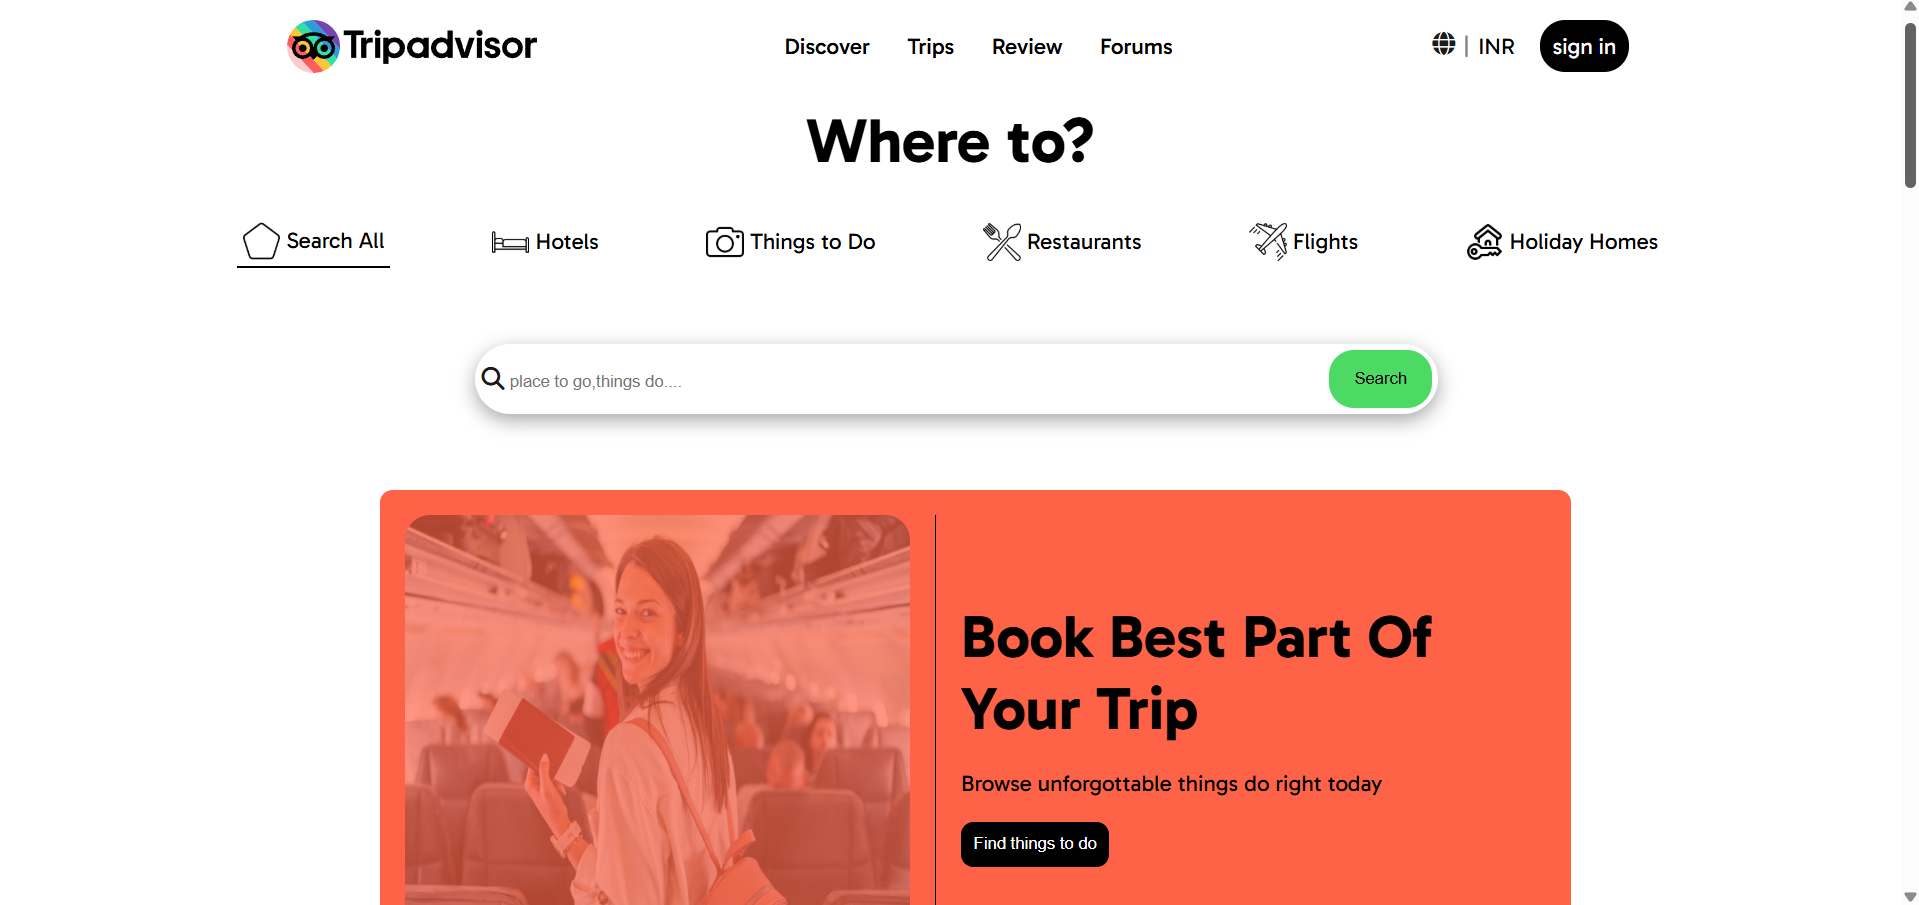 Tripadvisor
Discover Trips Review Forums
| INR sign in
Where to?
Search All Hotels Things to Do Restaurants Flights Holiday Homes
place to go,things do.... Search
Book Best Part Of
Your Trip
Browse unforgottable things do right today
Find things to do